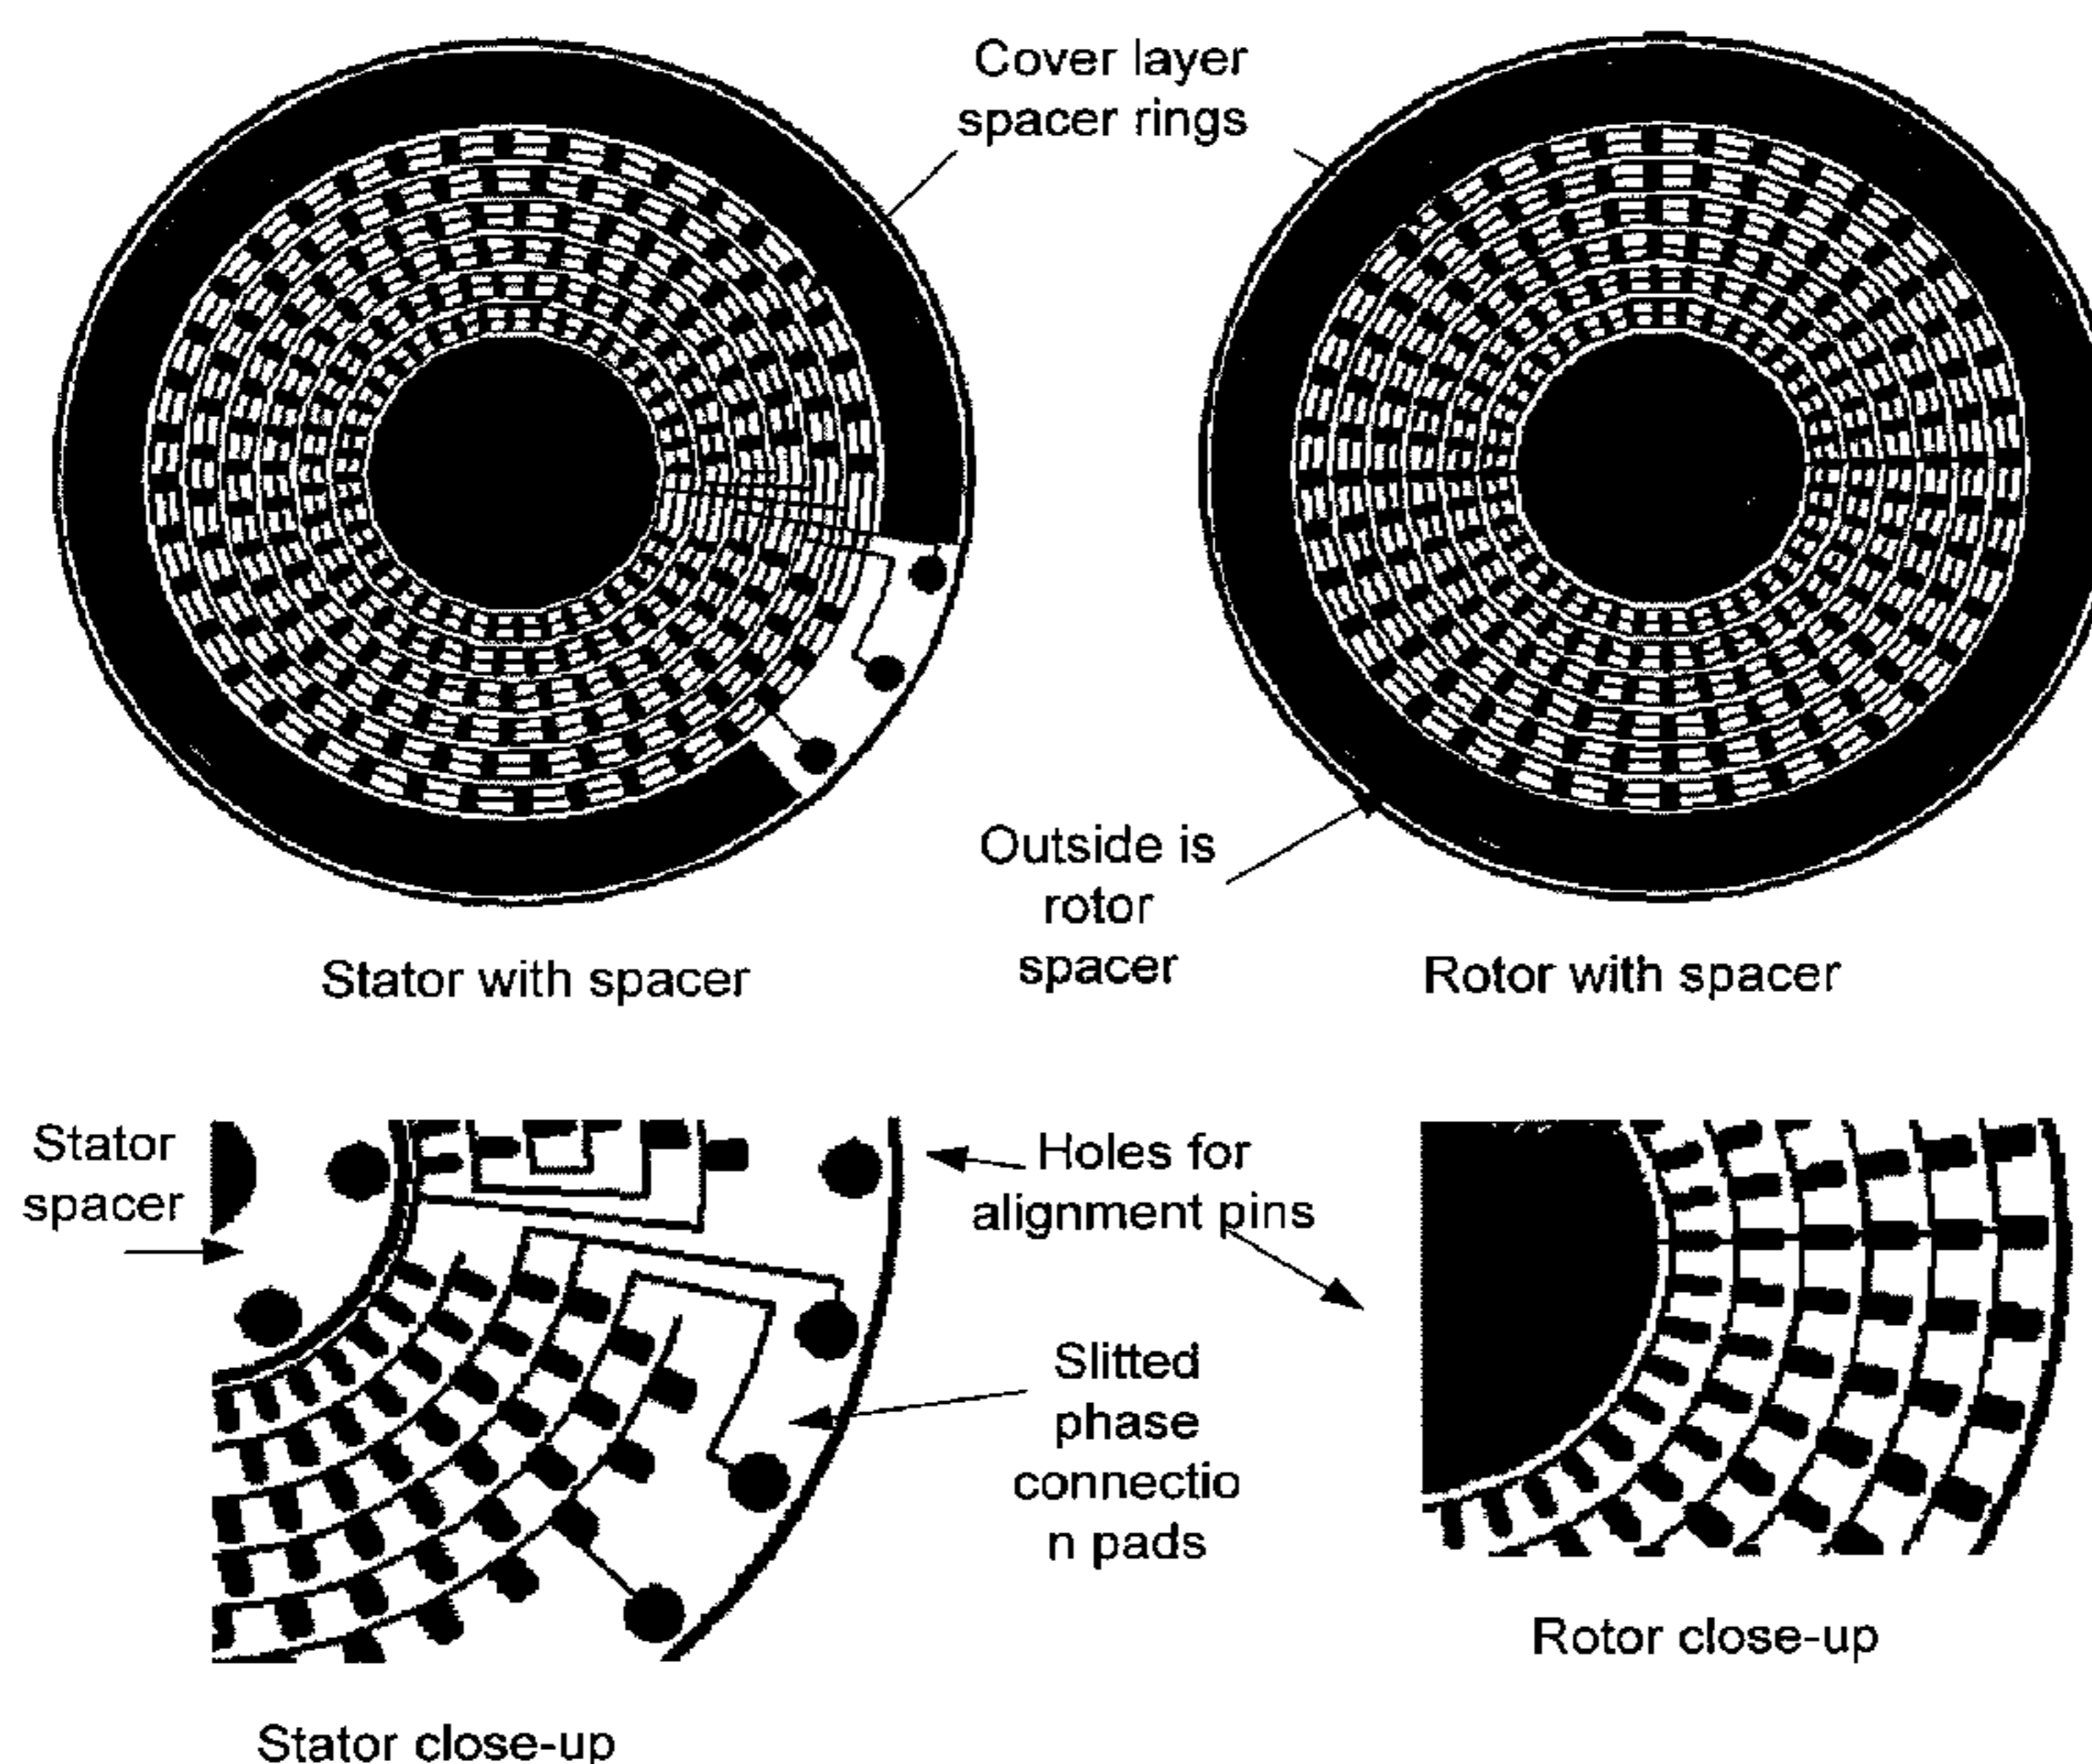 Cover layer
spacer rings
Outside is
rotor
spacer
Stator with spacer
Rotor with spacer
Stator
spacer
Holes for
alignment pins
Slitted
phase
connectio
n pads
Rotor close-up
Stator close-up